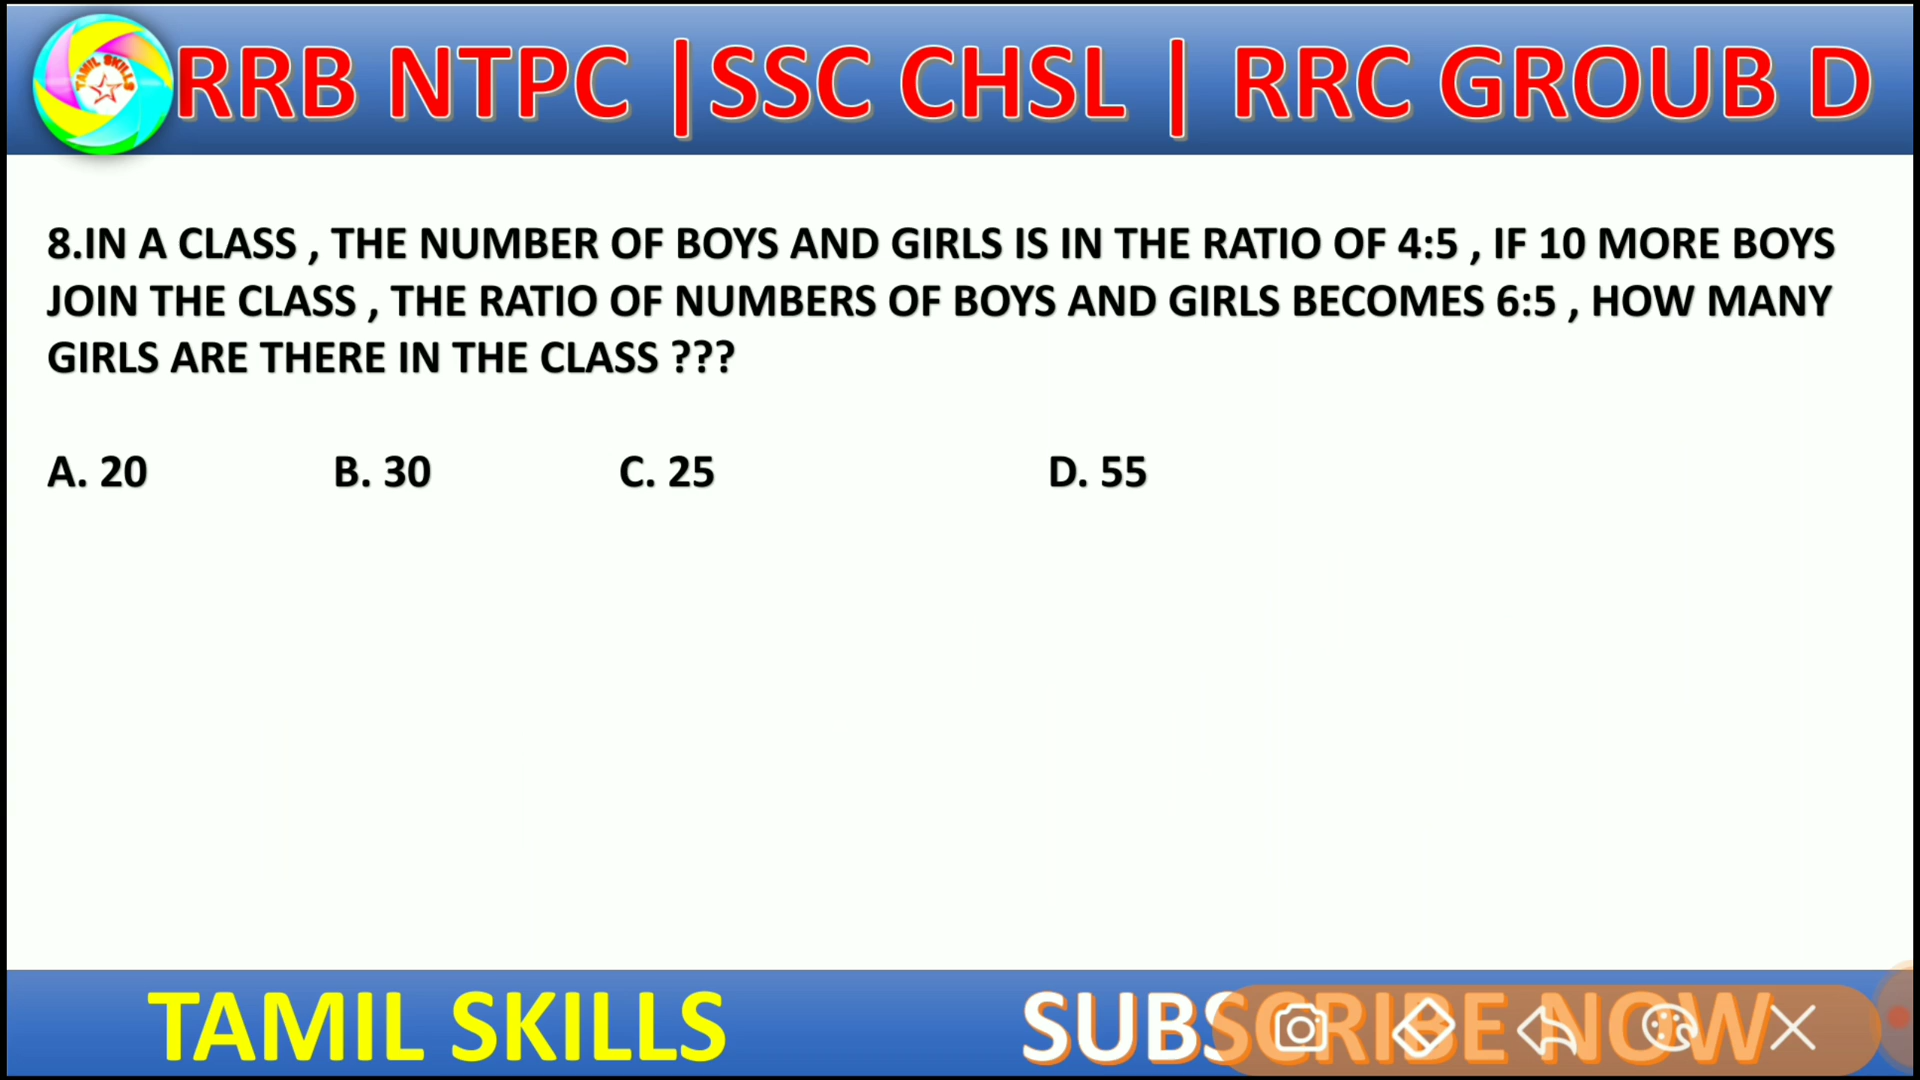 TAMIL SKILLS
RRB NTPC |SSC CHSL | RRC GROUB D
8.IN A CLASS , THE NUMBER OF BOYS AND GIRLS IS IN THE RATIO OF 4:5 , IF 10 MORE BOYS
JOIN THE CLASS , THE RATIO OF NUMBERS OF BOYS AND GIRLS BECOMES 6:5 , HOW MANY
GIRLS ARE THERE IN THE CLASS ???
A. 20 B. 30 C. 25 D. 55
TAMIL SKILLS SUBSCRIBE NOW